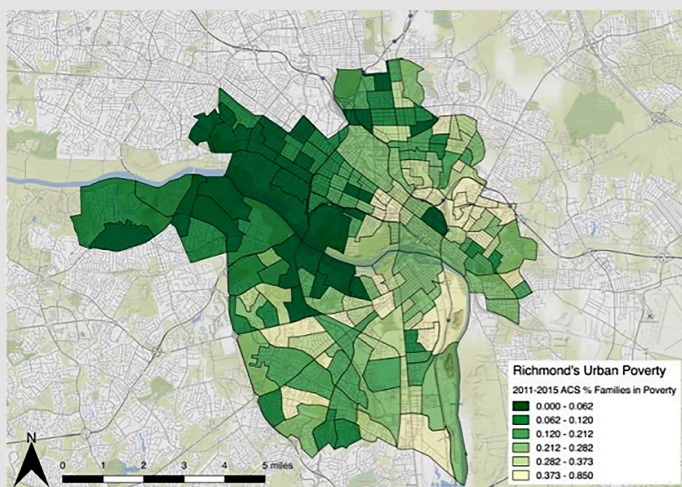 Richmond's Urban Poverty
2011-2015 ACS % Families in Poverty
0.000 - 0.062
0.062 - 0.120
0.120 - 0.212
0.212 - 0.282
0.282 - 0.373
0.373 - 0.850
N
0 1 2 3 4 5 miles